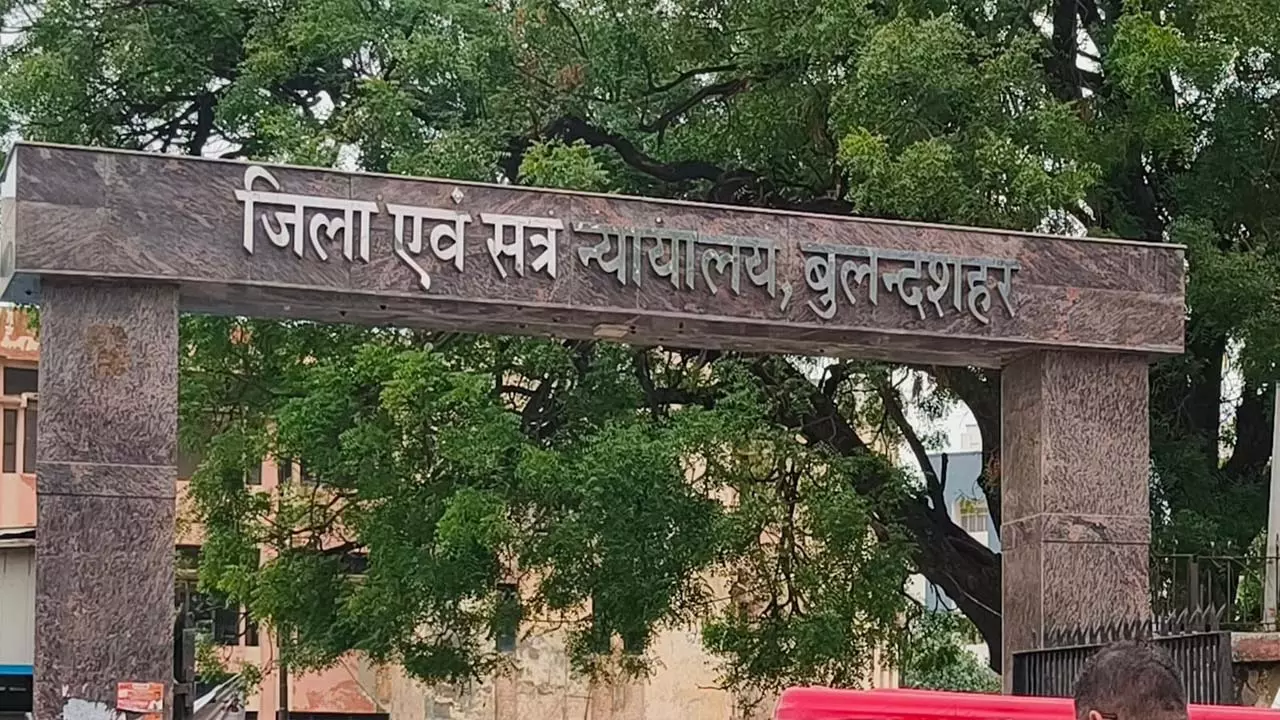 जिला एवं सत्र न्यायालय, बुलन्दशहर